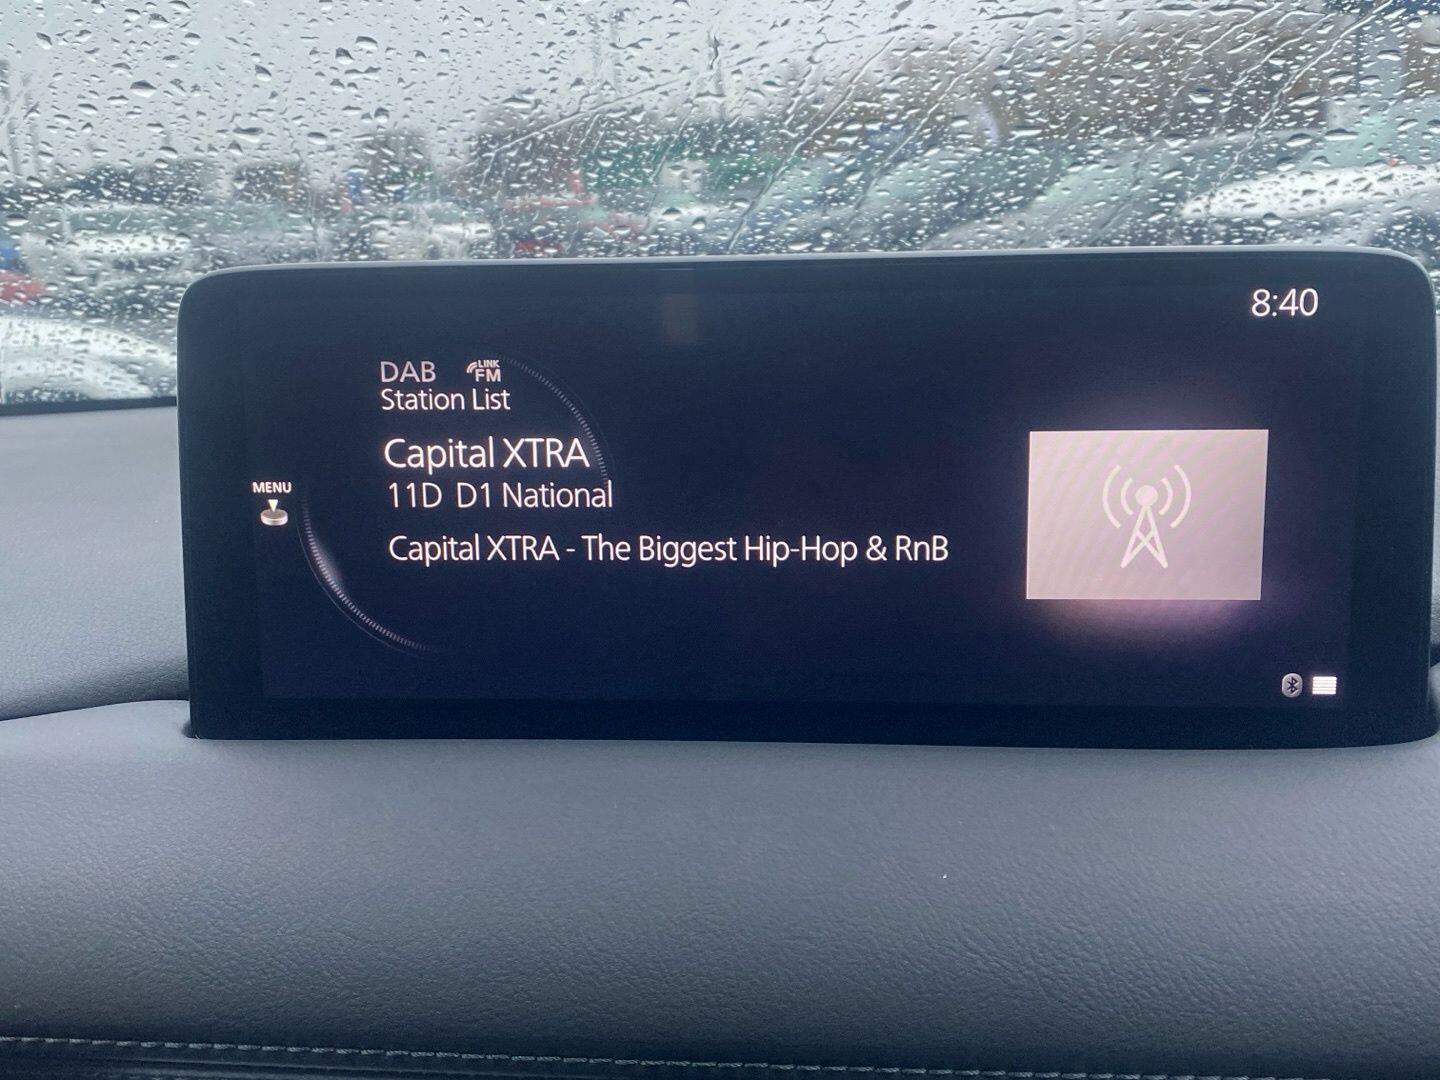 8:40
DAB LINK FM
Station List
Capital XTRA
MENU
11D D1 National
Capital XTRA - The Biggest Hip-Hop & RnB